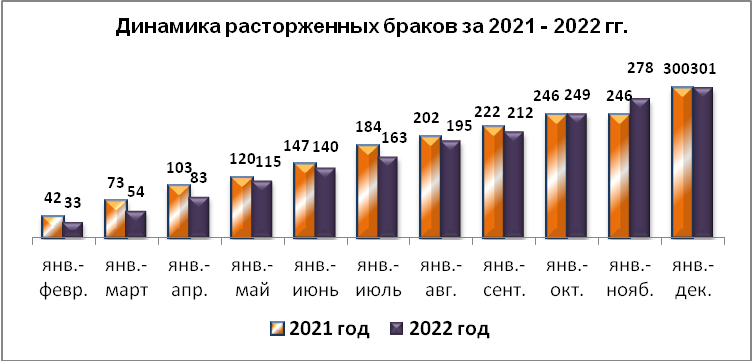 Динамика расторженных браков за 2021 - 2022 гг.
42 33 73 54 103 83 120 115 147 140 184 163 202 195 222 212 246 249 246 278 300 301
янв.- янв.- янв.- янв.- янв.- янв.- янв.- янв.- янв.- янв.- янв.-
февр. март апр. май июнь июль авг. сент. окт. нояб. дек.
2021 год 2022 год